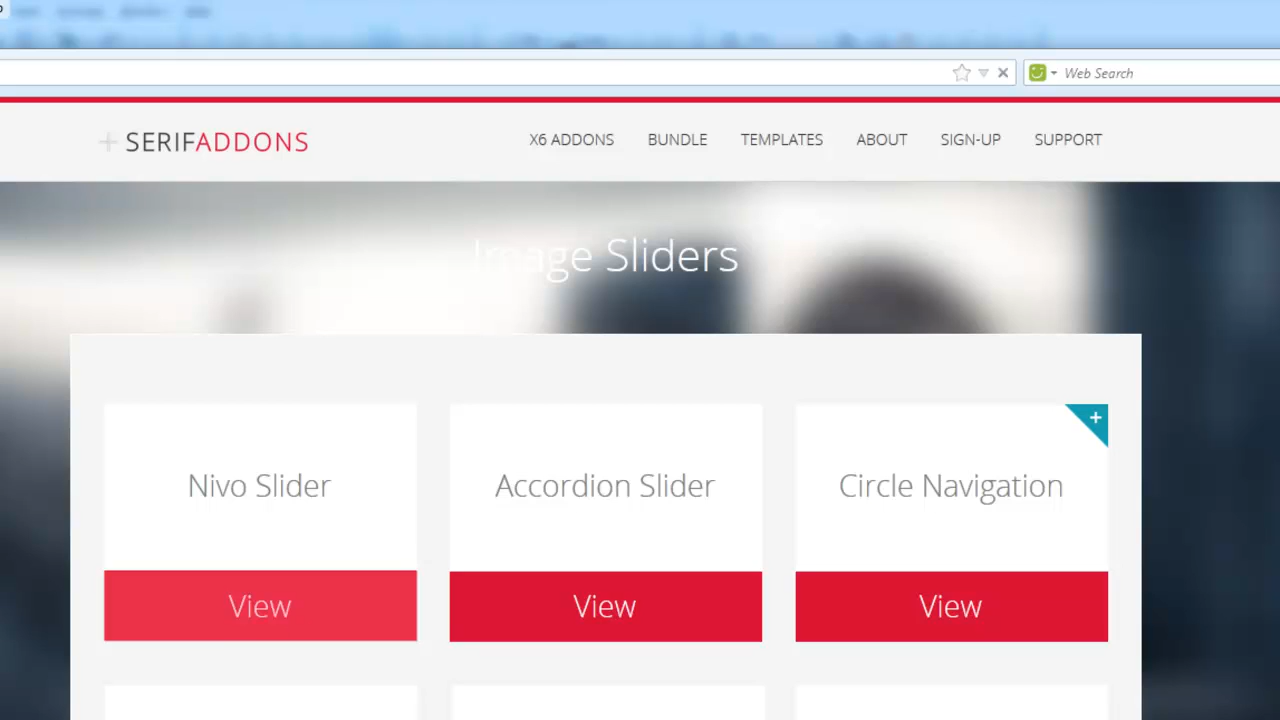 Web Search
SERIFADDONS
X6 ADDONS BUNDLE TEMPLATES ABOUT SIGN-UP SUPPORT
Image Sliders
Nivo Slider
Accordion Slider
Circle Navigation
View
View
View